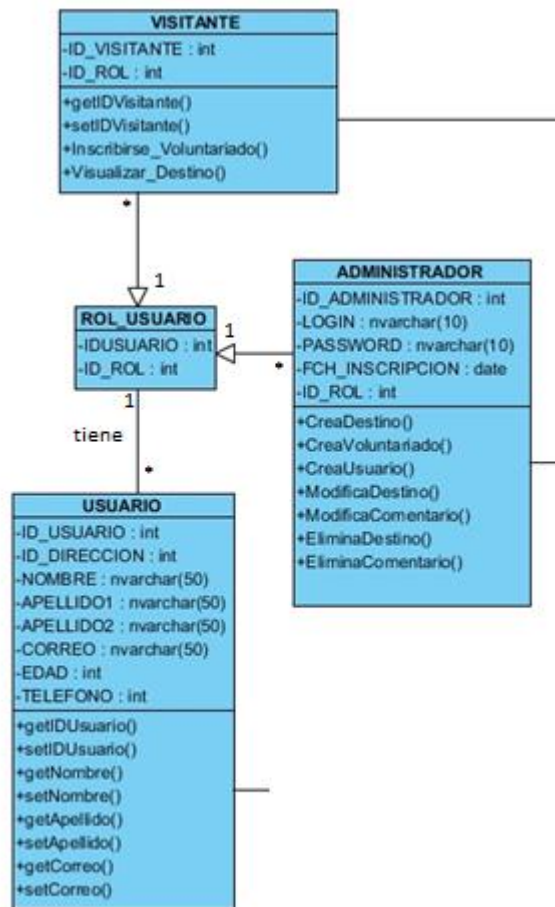 VISITANTE
-ID_VISITANTE : int
-ID_ROL : int
+getIDVisitante()
+setIDVisitante()
+Inscribirse_Voluntariado()
+Visualizar_Destino()
*
1
ROL_USUARIO
-IDUSUARIO : int
-ID_ROL : int
1
*
ADMINISTRADOR
-ID_ADMINISTRADOR : int
-LOGIN : nvarchar(10)
-PASSWORD : nvarchar(10)
-FCH_INSCRIPCION : date
-ID_ROL : int
+CreaDestino()
+CreaVoluntariado()
+CreaUsuario()
+ModificaDestino()
+ModificaComentario()
+EliminaDestino()
+EliminaComentario()
1
tiene
*
USUARIO
-ID_USUARIO : int
-ID_DIRECCION : int
-NOMBRE : nvarchar(50)
-APELLIDO1 : nvarchar(50)
-APELLIDO2 : nvarchar(50)
-CORREO : nvarchar(50)
-EDAD : int
-TELEFONO : int
+getIDUsuario()
+setIDUsuario()
+getNombre()
+setNombre()
+getApellido()
+setApellido()
+getCorreo()
+setCorreo()